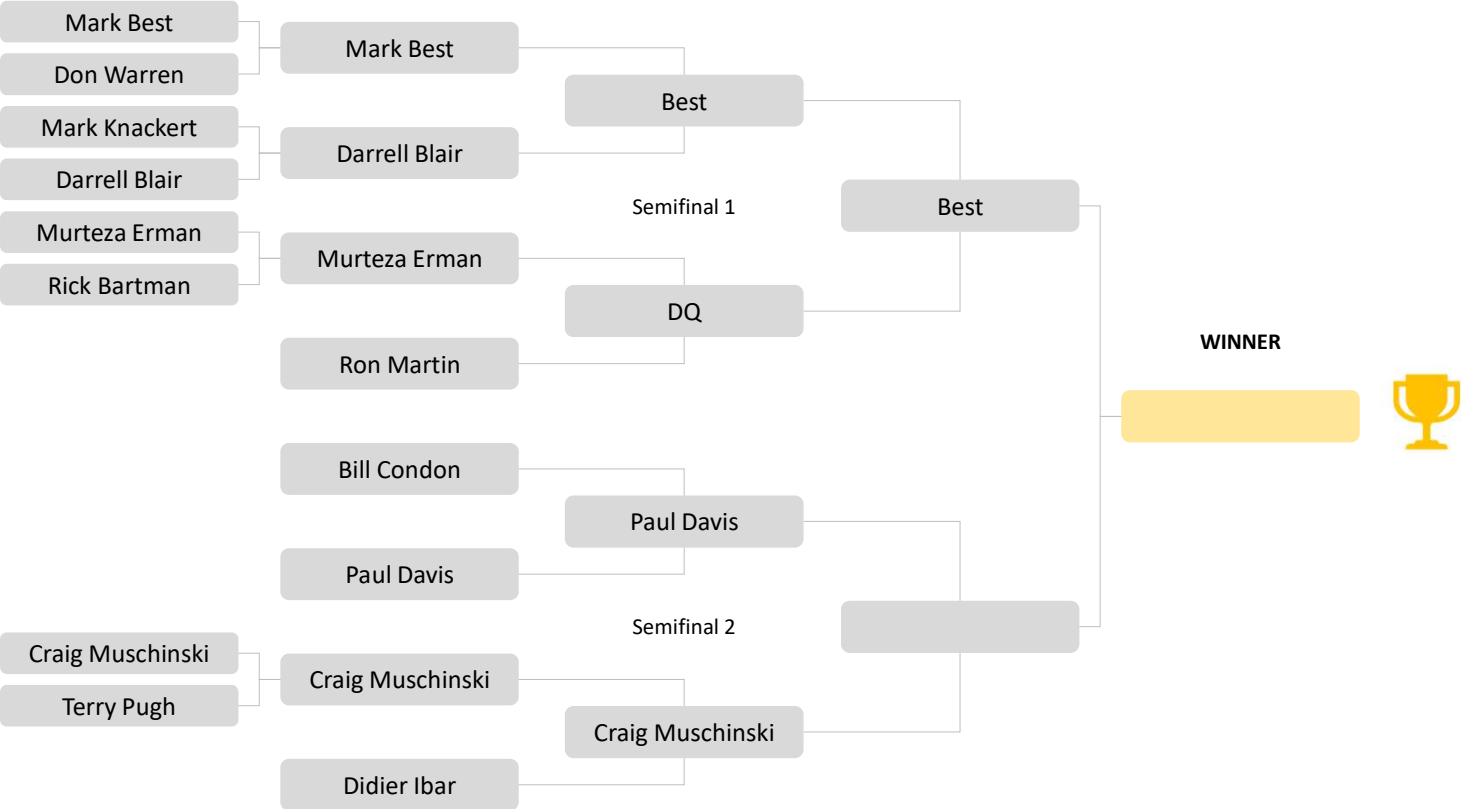 Mark Best
Don Warren
Mark Knackert
Darrell Blair
Murteza Erman
Rick Bartman
Craig Muschinski
Terry Pugh
Mark Best
Darrell Blair
Murteza Erman
Ron Martin
Bill Condon
Paul Davis
Craig Muschinski
Didier Ibar
Best
Semifinal 1
DQ
Paul Davis
Semifinal 2
Craig Muschinski
Best
WINNER